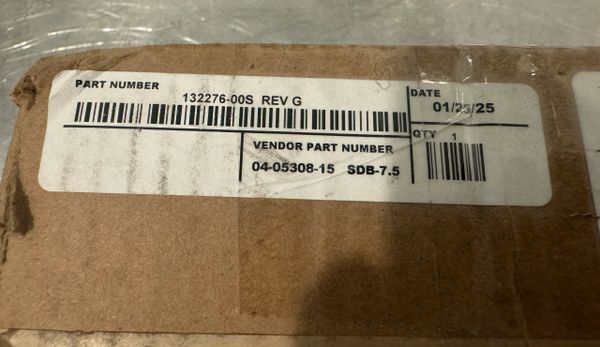 PART NUMBER
132276-00S REV G
DATE
01/23/25
QTY 1
VENDOR PART NUMBER
04-05308-15 SDB-7.5